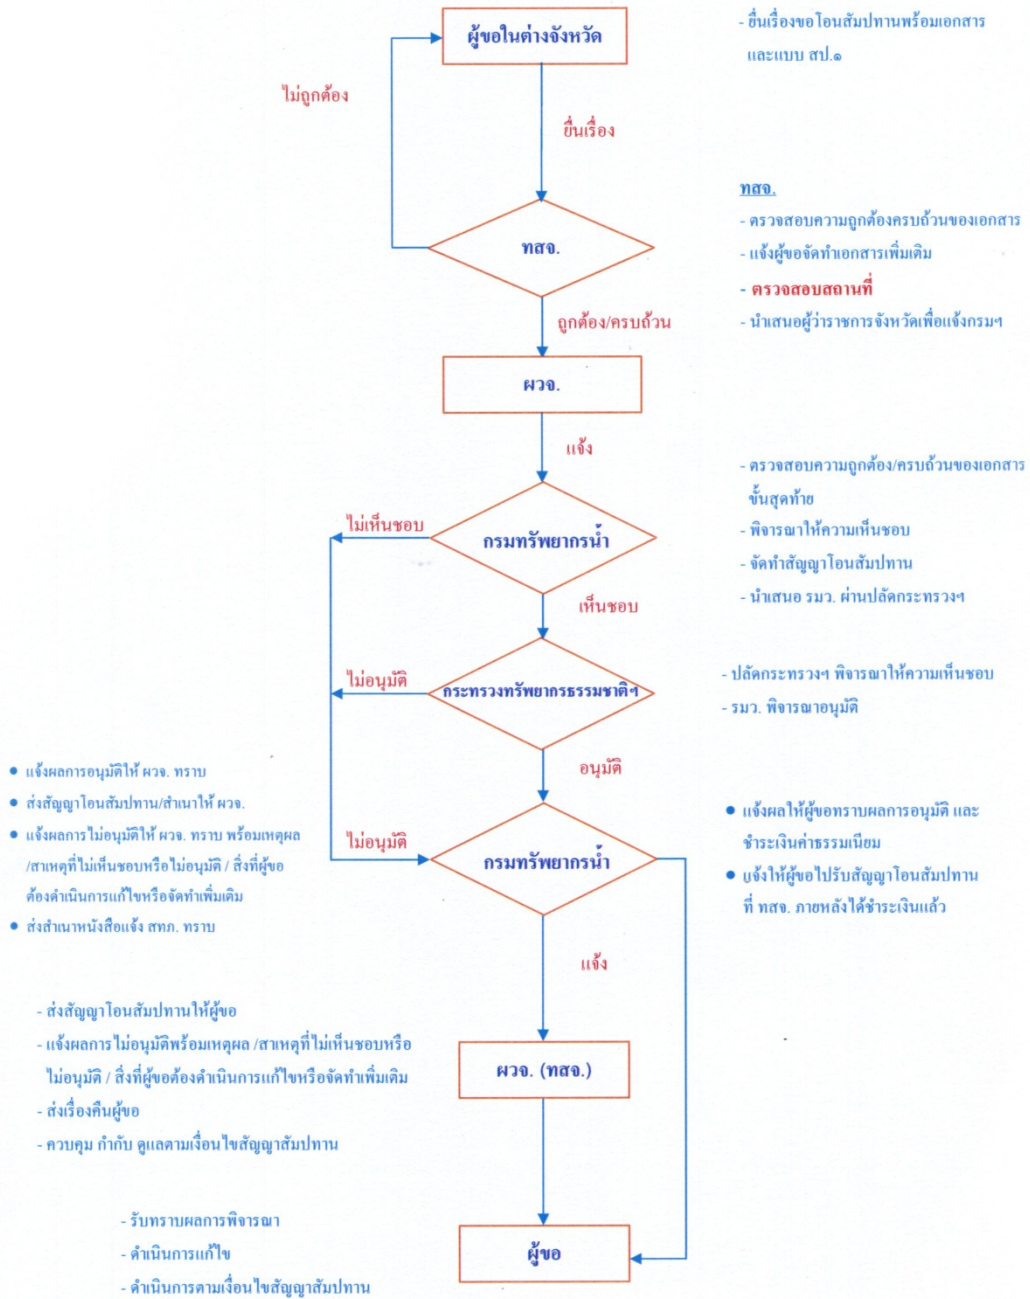 ผู้ขอในต่างจังหวัด
- ยื่นเรื่องขอโอนสัมปทานพร้อมเอกสาร
และแบบ สป.๑
ไม่ถูกต้อง
ยื่นเรื่อง
ทสจ.
ทสจ.
- ตรวจสอบความถูกต้องครบถ้วนของเอกสาร
- แจ้งผู้ขอจัดทำเอกสารเพิ่มเติม
- ตรวจสอบสถานที่
- นำเสนอผู้ว่าราชการจังหวัดเพื่อแจ้งกรมฯ
ถูกต้อง/ครบถ้วน
ผวจ.
แจ้ง
- ตรวจสอบความถูกต้อง/ครบถ้วนของเอกสาร
ขั้นสุดท้าย
- พิจารณาให้ความเห็นชอบ
- จัดทำสัญญาโอนสัมปทาน
- นำเสนอ รมว. ผ่านปลัดกระทรวงฯ
ไม่เห็นชอบ
กรมทรัพยากรน้ำ
เห็นชอบ
ไม่อนุมัติ
กระทรวงทรัพยากรธรรมชาติฯ
- ปลัดกระทรวงฯ พิจารณาให้ความเห็นชอบ
- รมว. พิจารณาอนุมัติ
อนุมัติ
● แจ้งผลการอนุมัติให้ ผวจ. ทราบ
● ส่งสัญญาโอนสัมปทาน/สำเนาให้ ผวจ.
● แจ้งผลการไม่อนุมัติให้ ผวจ. ทราบ พร้อมเหตุผล
/สาเหตุที่ไม่เห็นชอบหรือไม่อนุมัติ / สิ่งที่ผู้ขอ
ต้องดำเนินการแก้ไขหรือจัดทำเพิ่มเติม
● ส่งสำเนาหนังสือแจ้ง สทภ. ทราบ
ไม่อนุมัติ
กรมทรัพยากรน้ำ
● แจ้งผลให้ผู้ขอทราบผลการอนุมัติ และ
ชำระเงินค่าธรรมเนียม
● แจ้งให้ผู้ขอไปรับสัญญาโอนสัมปทาน
ที่ ทสจ. ภายหลังได้ชำระเงินแล้ว
แจ้ง
- ส่งสัญญาโอนสัมปทานให้ผู้ขอ
- แจ้งผลการไม่อนุมัติพร้อมเหตุผล /สาเหตุที่ไม่เห็นชอบหรือ
ไม่อนุมัติ / สิ่งที่ผู้ขอต้องดำเนินการแก้ไขหรือจัดทำเพิ่มเติม
- ส่งเรื่องคืนผู้ขอ
- ควบคุม กำกับ ดูแลตามเงื่อนไขสัญญาสัมปทาน
ผวจ. (ทสจ.)
- รับทราบผลการพิจารณา
- ดำเนินการแก้ไข
- ดำเนินการตามเงื่อนไขสัญญาสัมปทาน
ผู้ขอ